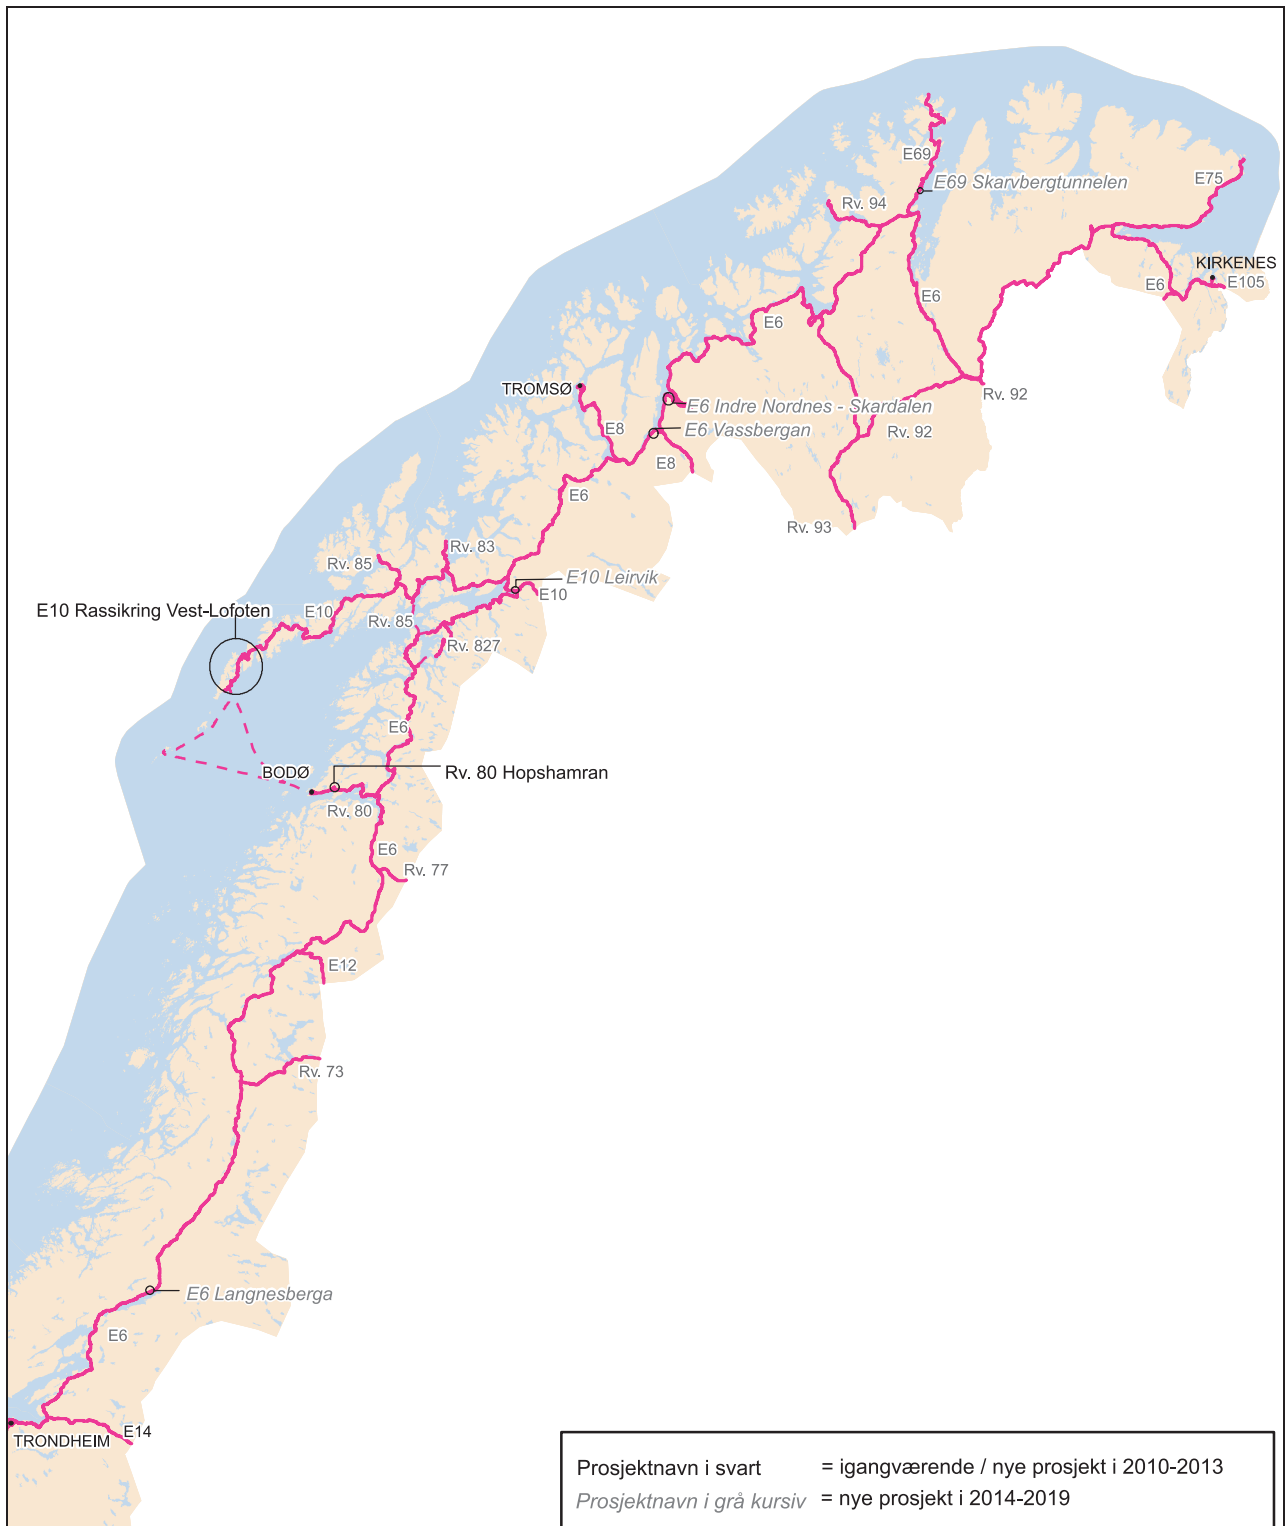 E69
E69 Skarvbergtunnelen
E75
Rv. 94
KIRKENES
E6
E105
E6
E6
TROMSØ
Rv. 92
E6 Indre Nordnes - Skardalen
E8
E6 Vassbergan
Rv. 92
E8
E6
Rv. 93
Rv. 83
Rv. 85
E10 Leirvik
E10
E10 Rassikring Vest-Lofoten
E10
Rv. 85
Rv. 827
E6
BODØ
Rv. 80 Hopshamran
Rv. 80
E6
Rv. 77
E12
Rv. 73
E6 Langnesberga
E6
E14
TRONDHEIM
Prosjektnavn i svart = igangværende / nye prosjekt i 2010-2013
Prosjektnavn i grå kursiv = nye prosjekt i 2014-2019